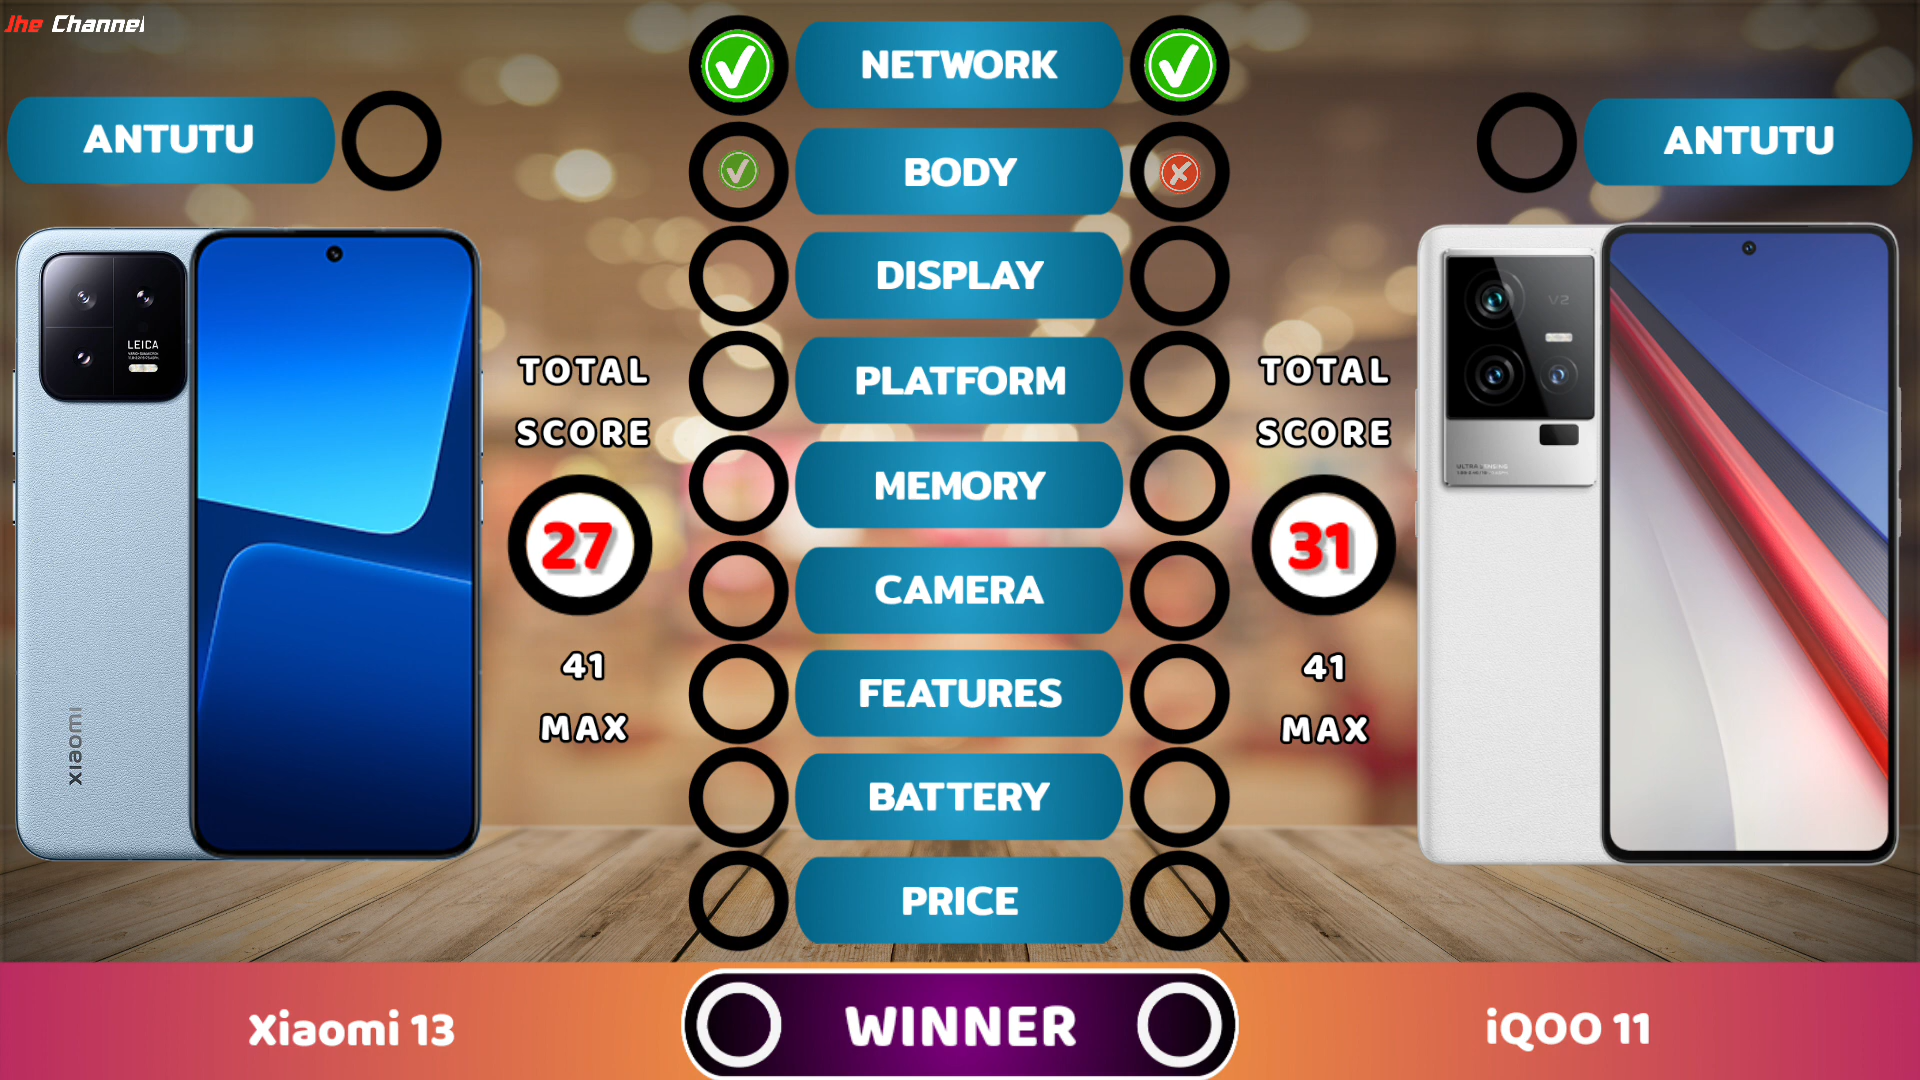 Jhe Channel
NETWORK
ANTUTU
ANTUTU
BODY
DISPLAY
PLATFORM
MEMORY
CAMERA
FEATURES
BATTERY
PRICE
LEICA
xiaomi
TOTAL
SCORE
27
41
MAX
TOTAL
SCORE
31
41
MAX
V2
Xiaomi 13
WINNER
iQOO 11